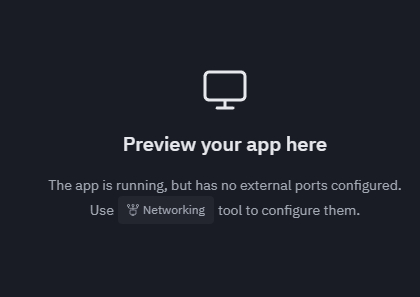 Preview your app here
The app is running, but has no external ports configured.
Use Networking tool to configure them.